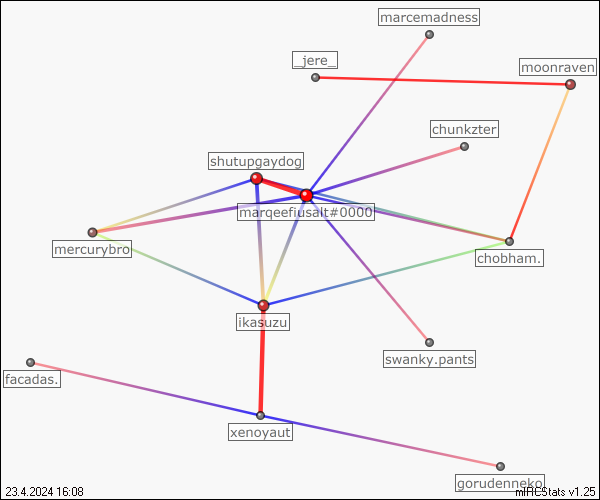 marcemadness
_jere_
moonraven
chunkzter
shutupgaydog
marqeefiusalt#0000
mercurybro
chobham.
ikasuzu
swanky.pants
facadas.
xenoyaut
gorudenneko
23.4.2024 16:08
mIRCStats v1.25